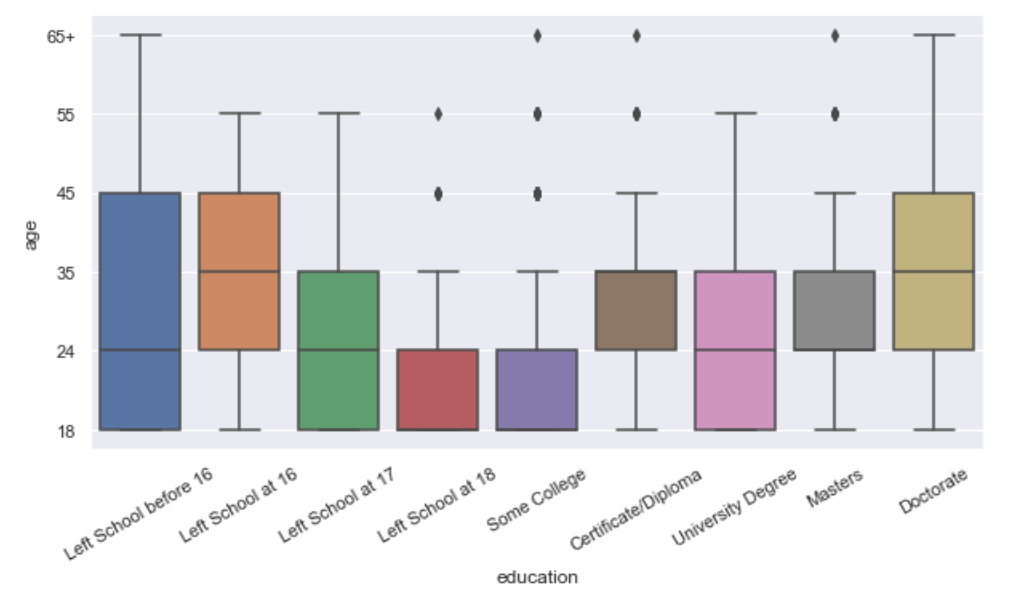 65+
55
45
35
24
18
age
Left School before 16
Left School at 16
Left School at 17
Left School at 18
Some College
Certificate/Diploma
University Degree
Masters
Doctorate
education